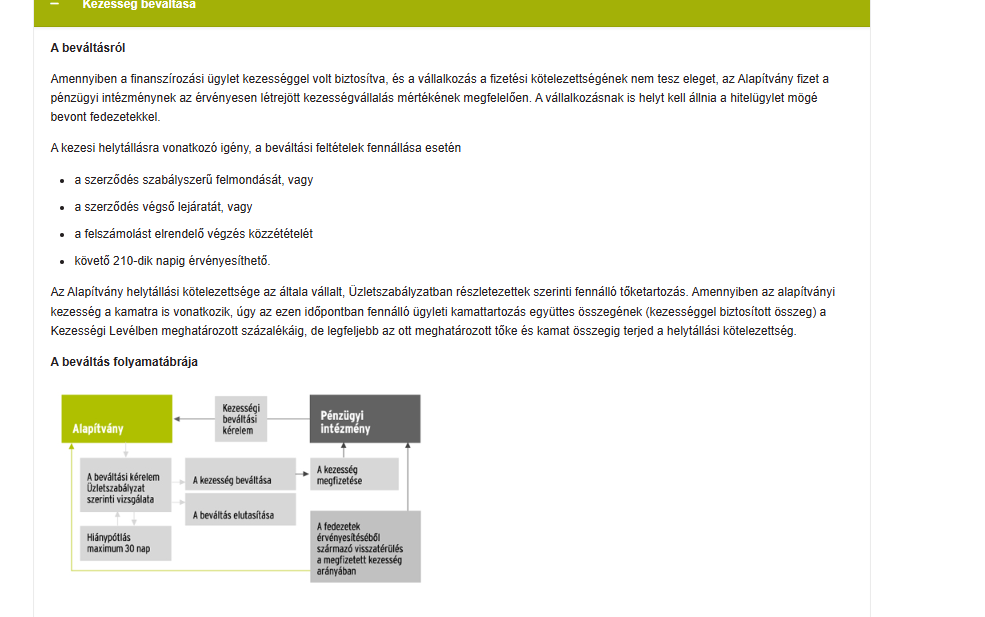 − Kezesség beváltása
A beváltásról
Amennyiben a finanszírozási ügylet kezességgel volt biztosítva, és a vállalkozás a fizetési kötelezettségének nem tesz eleget, az Alapítvány fizet a
pénzügyi intézménynek az érvényesen létrejött kezességvállalás mértékének megfelelően. A vállalkozásnak is helyt kell állnia a hitelügylet mögé
bevont fedezetekkel.
A kezesi helytállásra vonatkozó igény, a beváltási feltételek fennállása esetén
• a szerződés szabályszerű felmondását, vagy
• a szerződés végső lejáratát, vagy
• a felszámolást elrendelő végzés közzétételét
• követő 210-dik napig érvényesíthető.
Az Alapítvány helytállási kötelezettsége az általa vállalt, Üzletszabályzatban részletezettek szerinti fennálló tőketartozás. Amennyiben az alapítványi
kezesség a kamatra is vonatkozik, úgy az ezen időpontban fennálló ügyleti kamattartozás együttes összegének (kezességgel biztosított összeg) a
Kezességi Levélben meghatározott százalékáig, de legfeljebb az ott meghatározott tőke és kamat összegig terjed a helytállási kötelezettség.
A beváltás folyamatábrája
Alapítvány
Kezességi
beváltási
kérelem
Pénzügyi
intézmény
A beváltási kérelem
Üzletszabályzat
szerinti vizsgálata
A kezesség beváltása
A kezesség
megfizetése
A beváltás elutasítása
Hiánypótlás
maximum 30 nap
A fedezetek
érvényesítéséből
származó visszatérülés
a megfizetett kezesség
arányában